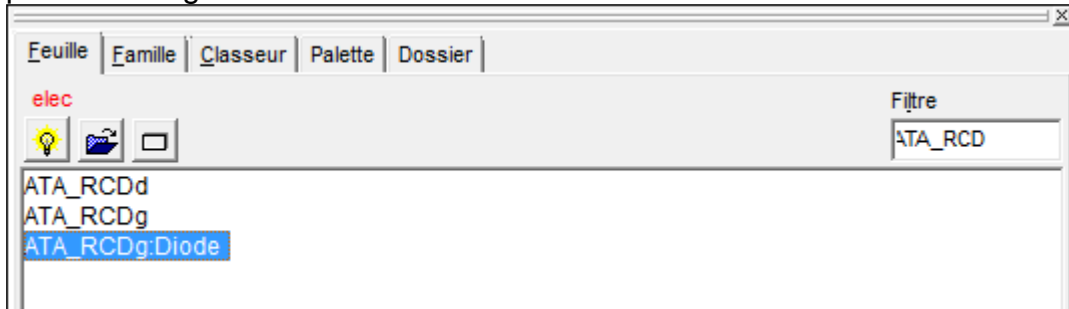 Feuille Famille Classeur Palette Dossier
elec Filtre
ATA_RCD
ATA_RCDd
ATA_RCDg
ATA_RCDg:Diode